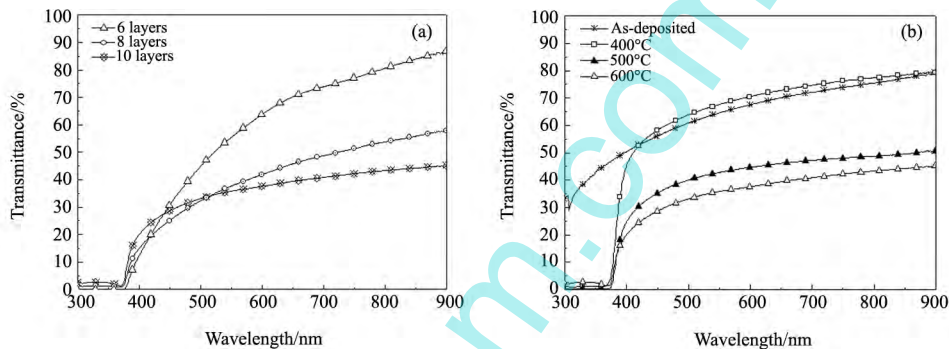 100
90
80
70
60
50
40
30
20
10
0
Transmittance/%
6 layers
8 layers
10 layers
(a)
300 400 500 600 700 800 900
Wavelength/nm
100
90
80
70
60
50
40
30
20
10
0
Transmittance/%
As-deposited
400°C
500°C
600°C
(b)
300 400 500 600 700 800 900
Wavelength/nm
m.co